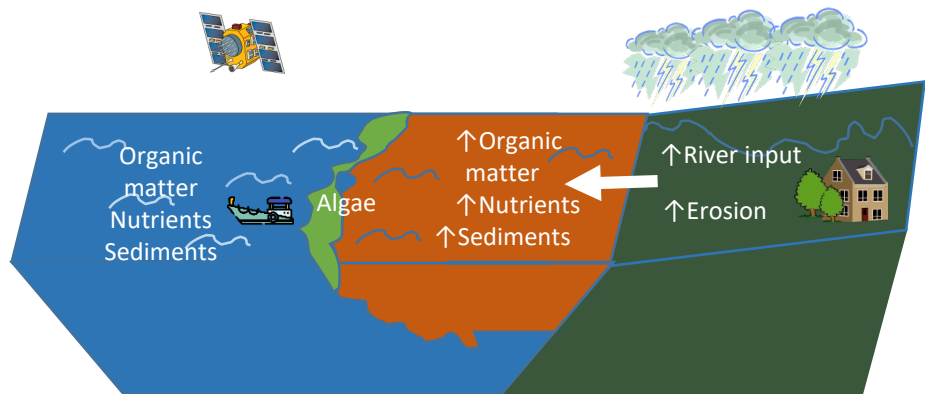 Organic
matter
Nutrients
Sediments
Algae
↑Organic
matter
↑Nutrients
↑Sediments
↑River input
↑Erosion